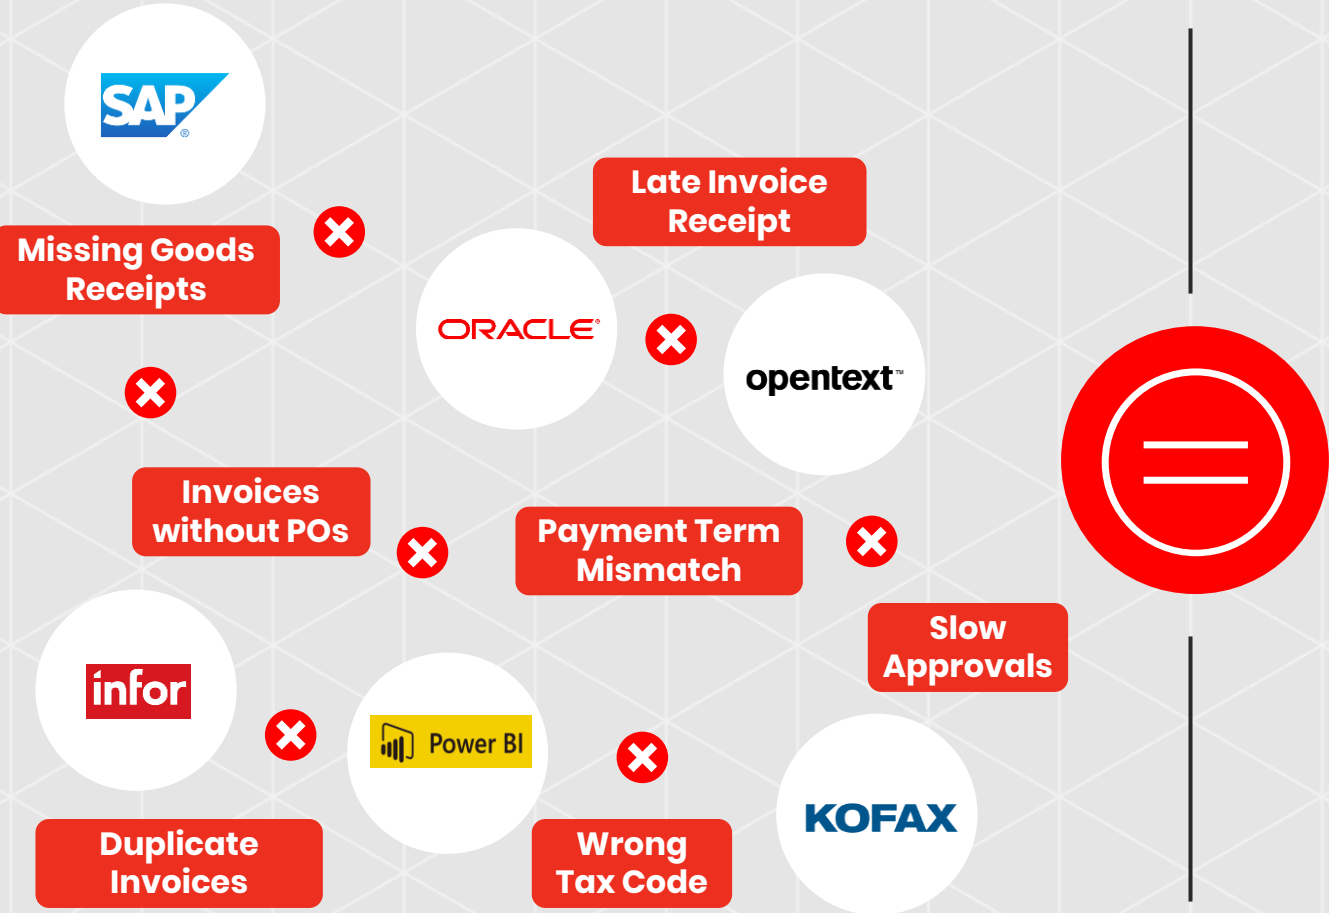 SAP
®
Missing Goods
Receipts
Late Invoice
Receipt
ORACLE®
opentext™
Invoices
without POs
Payment Term
Mismatch
Slow
Approvals
infor
Power BI
KOFAX
Duplicate
Invoices
Wrong
Tax Code